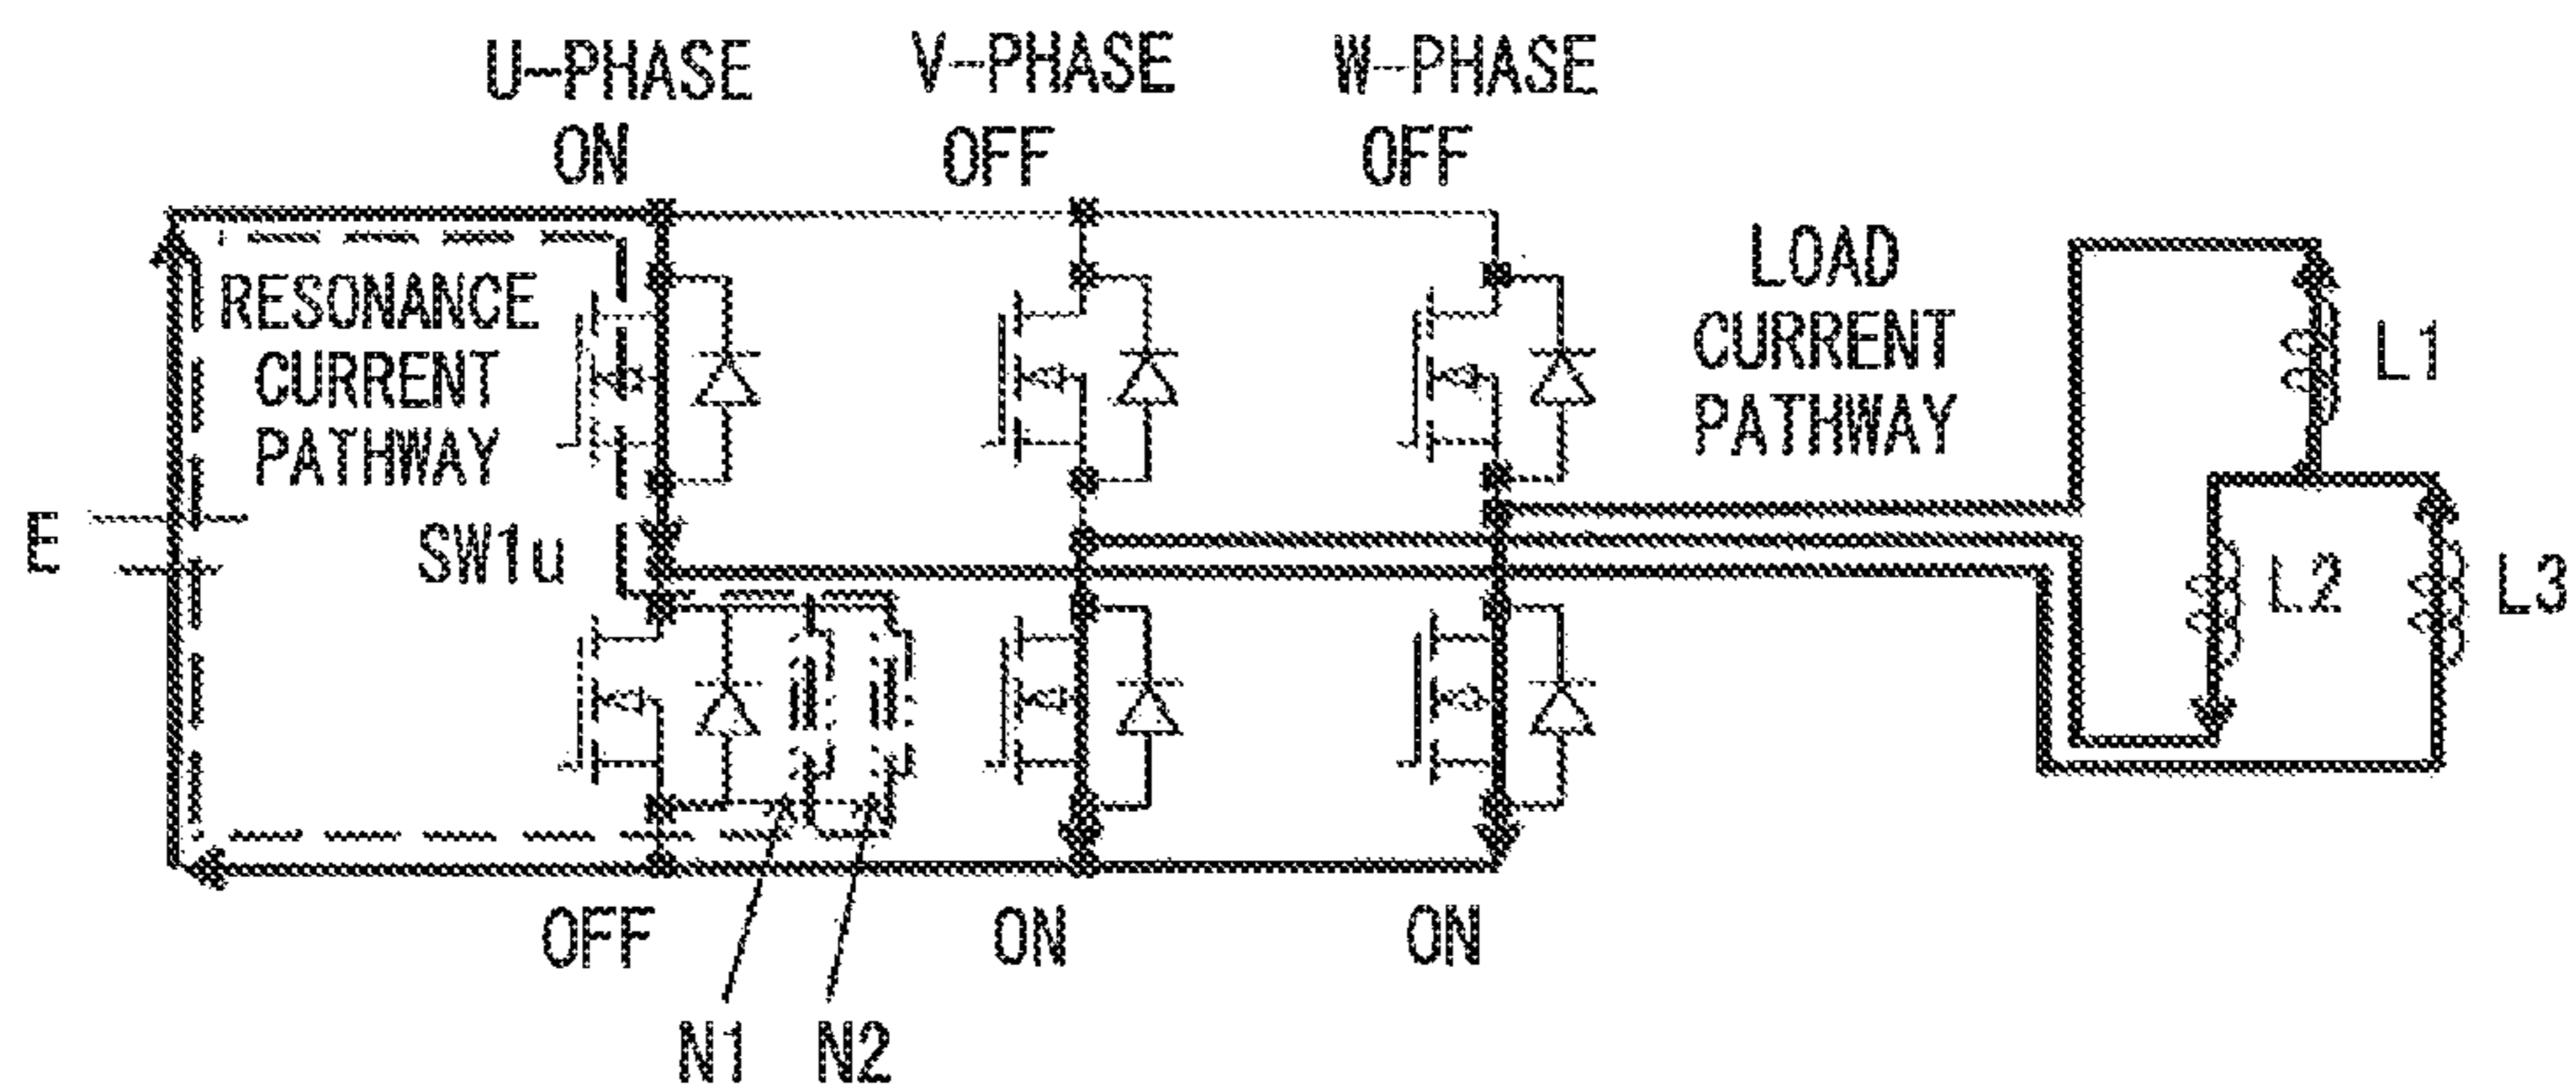 U-PHASE
ON
V-PHASE
OFF
W-PHASE
OFF
RESONANCE
CURRENT
PATHWAY
LOAD
CURRENT
PATHWAY
L1
E
SW1u
L2
L3
OFF
ON
ON
N1
N2